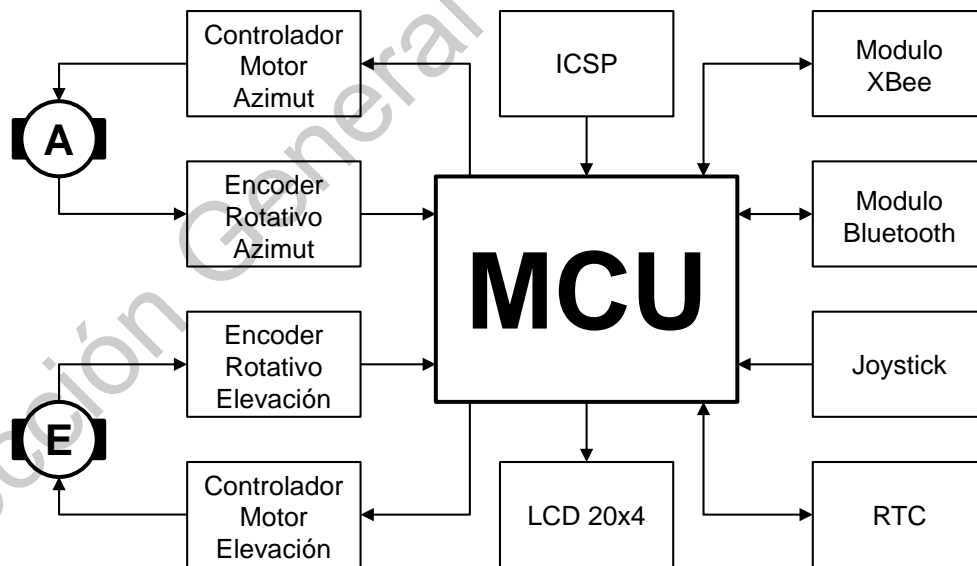 Controlador
Motor
Azimut
ICSP
Modulo
XBee
A
Encoder
Rotativo
Azimut
MCU
Modulo
Bluetooth
Encoder
Rotativo
Elevación
Joystick
E
Controlador
Motor
Elevación
LCD 20x4
RTC
General